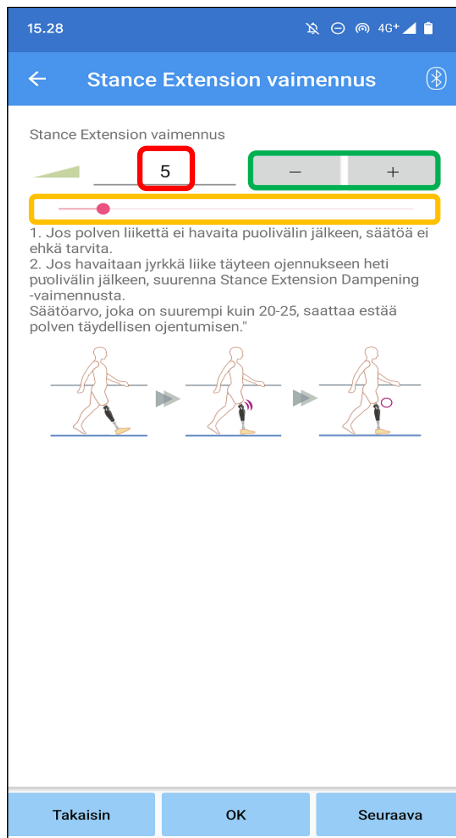 15.28 4G+
Stance Extension vaimennus
Stance Extension vaimennus
5 − +
1. Jos polven liikettä ei havaita puolivälin jälkeen, säätöä ei
ehkä tarvita.
2. Jos havaitaan jyrkkä liike täyteen ojennukseen heti
puolivälin jälkeen, suurenna Stance Extension Dampening
-vaimennusta.
Säätöarvo, joka on suurempi kuin 20-25, saattaa estää
polven täydellisen ojentumisen."
Takaisin OK Seuraava